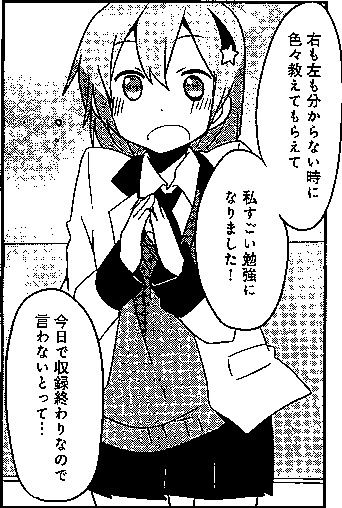 右も左も分からない時に
色々教えてもらえて
私すごい勉強に
なりました!
今日で収録終わりなので
言わないとって…